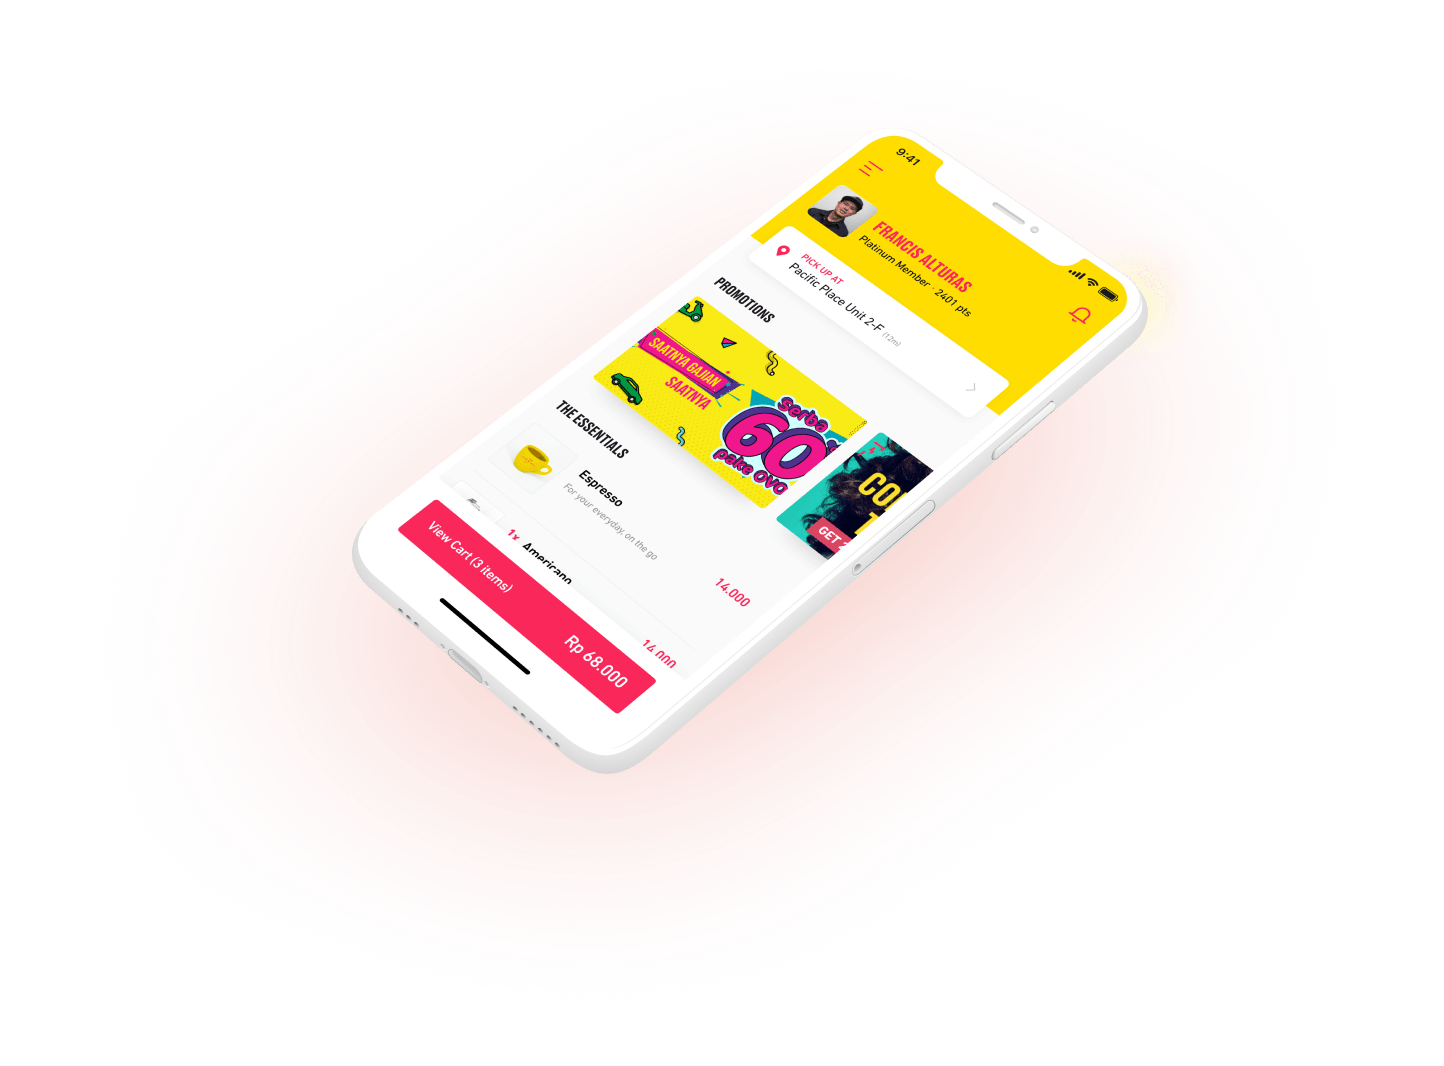 9:41
FRANCIS ALTURAS
Platinum Member · 2401 pts
PICK UP AT
Pacific Place Unit 2-F (12m)
PROMOTIONS
SAATNYA GAJIAN
SAATNYA
Serba
60
pake OVO
GET
THE ESSENTIALS
Espresso
For your everyday, on the go
14.000
1x Americano
14.000
View Cart (3 items)
Rp 68.000